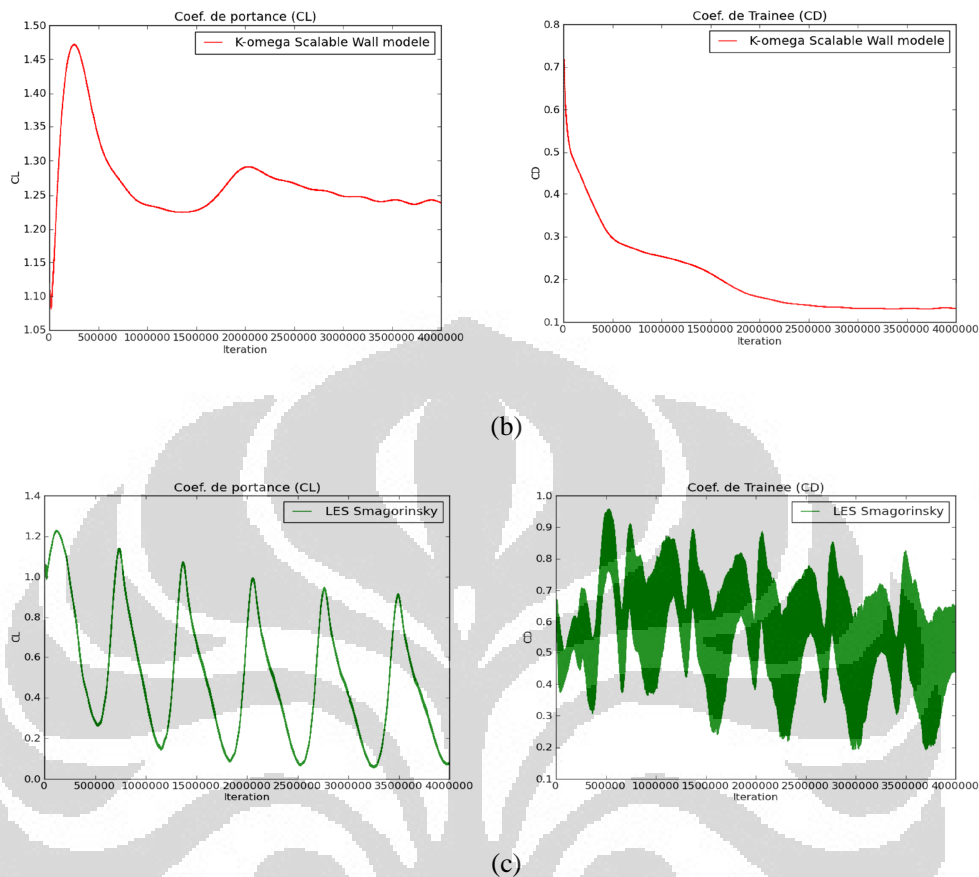 Coef. de portance (CL)
K-omega Scalable Wall modele
1.50
1.45
1.40
1.35
1.30
1.25
1.20
1.15
1.10
1.05
CL
0 500000 1000000 1500000 2000000 2500000 3000000 3500000 4000000
Iteration
Coef. de Trainee (CD)
K-omega Scalable Wall modele
0.8
0.7
0.6
0.5
0.4
0.3
0.2
0.1
CD
0 500000 1000000 1500000 2000000 2500000 3000000 3500000 4000000
Iteration
(b)
Coef. de portance (CL)
LES Smagorinsky
1.4
1.2
1.0
0.8
0.6
0.4
0.2
0.0
CL
0 500000 1000000 1500000 2000000 2500000 3000000 3500000 4000000
Iteration
Coef. de Trainee (CD)
LES Smagorinsky
1.0
0.9
0.8
0.7
0.6
0.5
0.4
0.3
0.2
0.1
CD
0 500000 1000000 1500000 2000000 2500000 3000000 3500000 4000000
Iteration
(c)